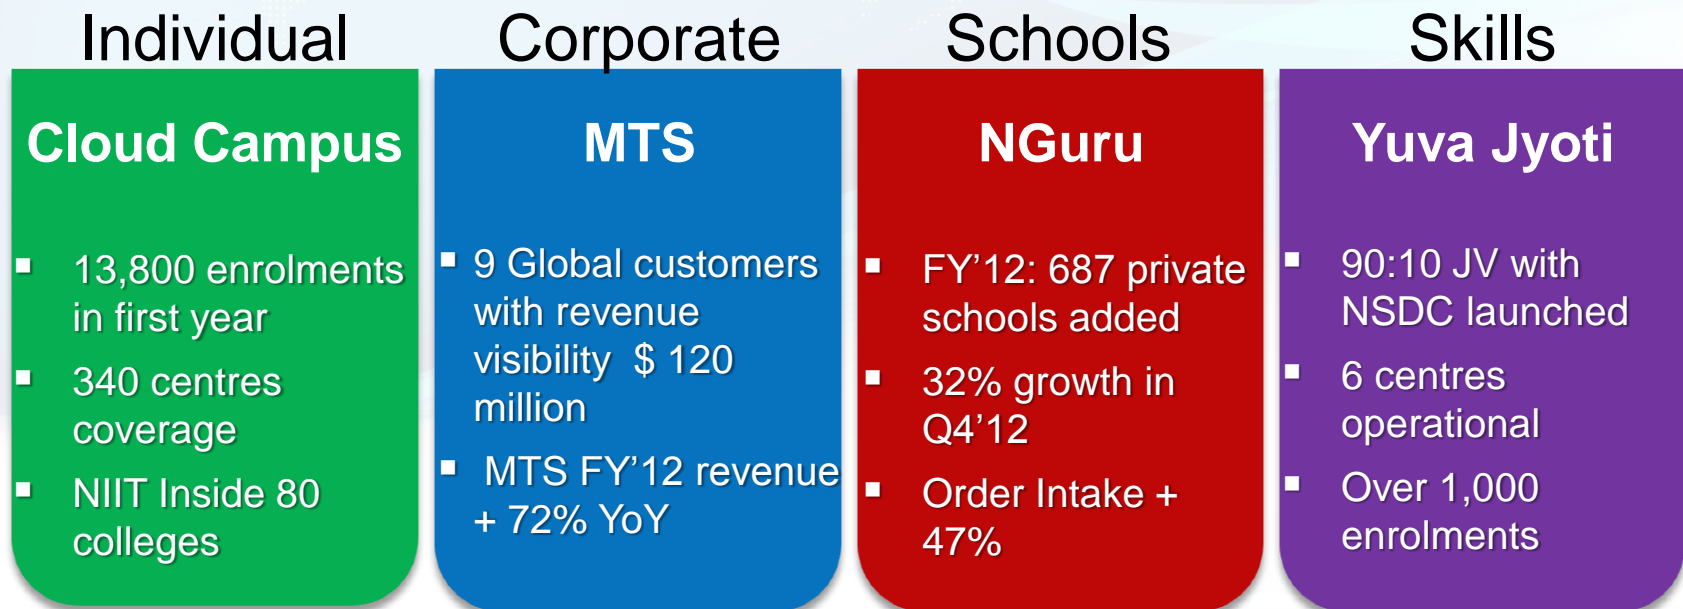 Individual
Cloud Campus
13,800 enrolments
in first year
340 centres
coverage
NIIT Inside 80
colleges
Corporate
MTS
9 Global customers
with revenue
visibility $ 120
million
MTS FY’12 revenue
+ 72% YoY
Schools
NGuru
FY’12: 687 private
schools added
32% growth in
Q4’12
Order Intake +
47%
Skills
Yuva Jyoti
90:10 JV with
NSDC launched
6 centres
operational
Over 1,000
enrolments